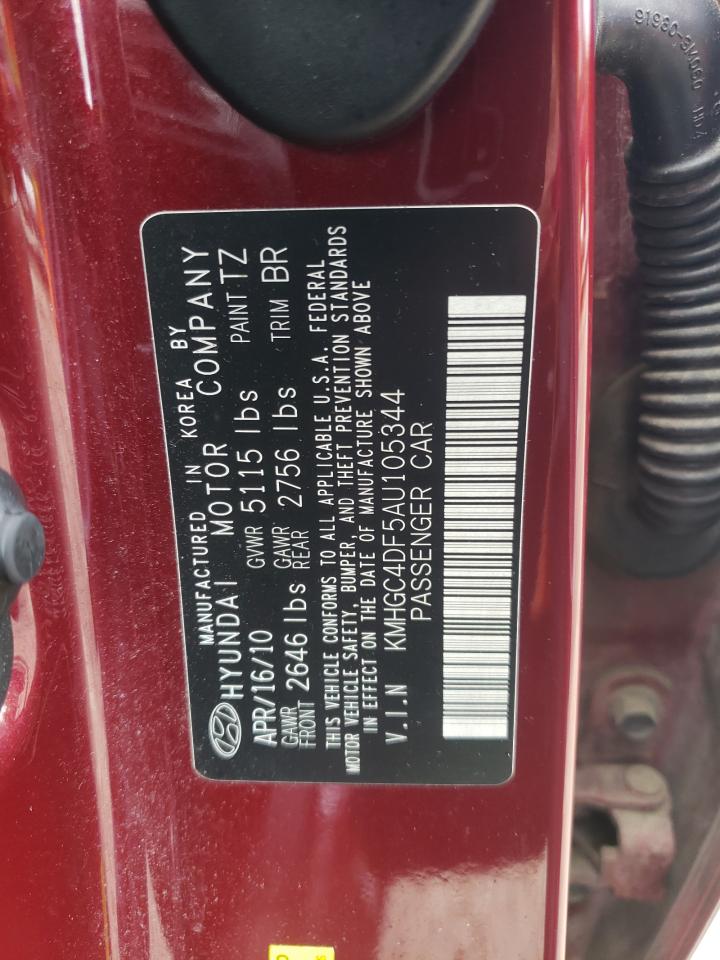 MANUFACTURED IN KOREA BY
HYUNDAI MOTOR COMPANY
APR/16/10 GVWR 5115 lbs PAINT TZ
GAWR FRONT 2646 lbs GAWR REAR 2756 lbs TRIM BR
THIS VEHICLE CONFORMS TO ALL APPLICABLE U.S.A. FEDERAL
MOTOR VEHICLE SAFETY, BUMPER, AND THEFT PREVENTION STANDARDS
IN EFFECT ON THE DATE OF MANUFACTURE SHOWN ABOVE
V.I.N KMHGC4DF5AU105344
PASSENGER CAR
91960-3M060